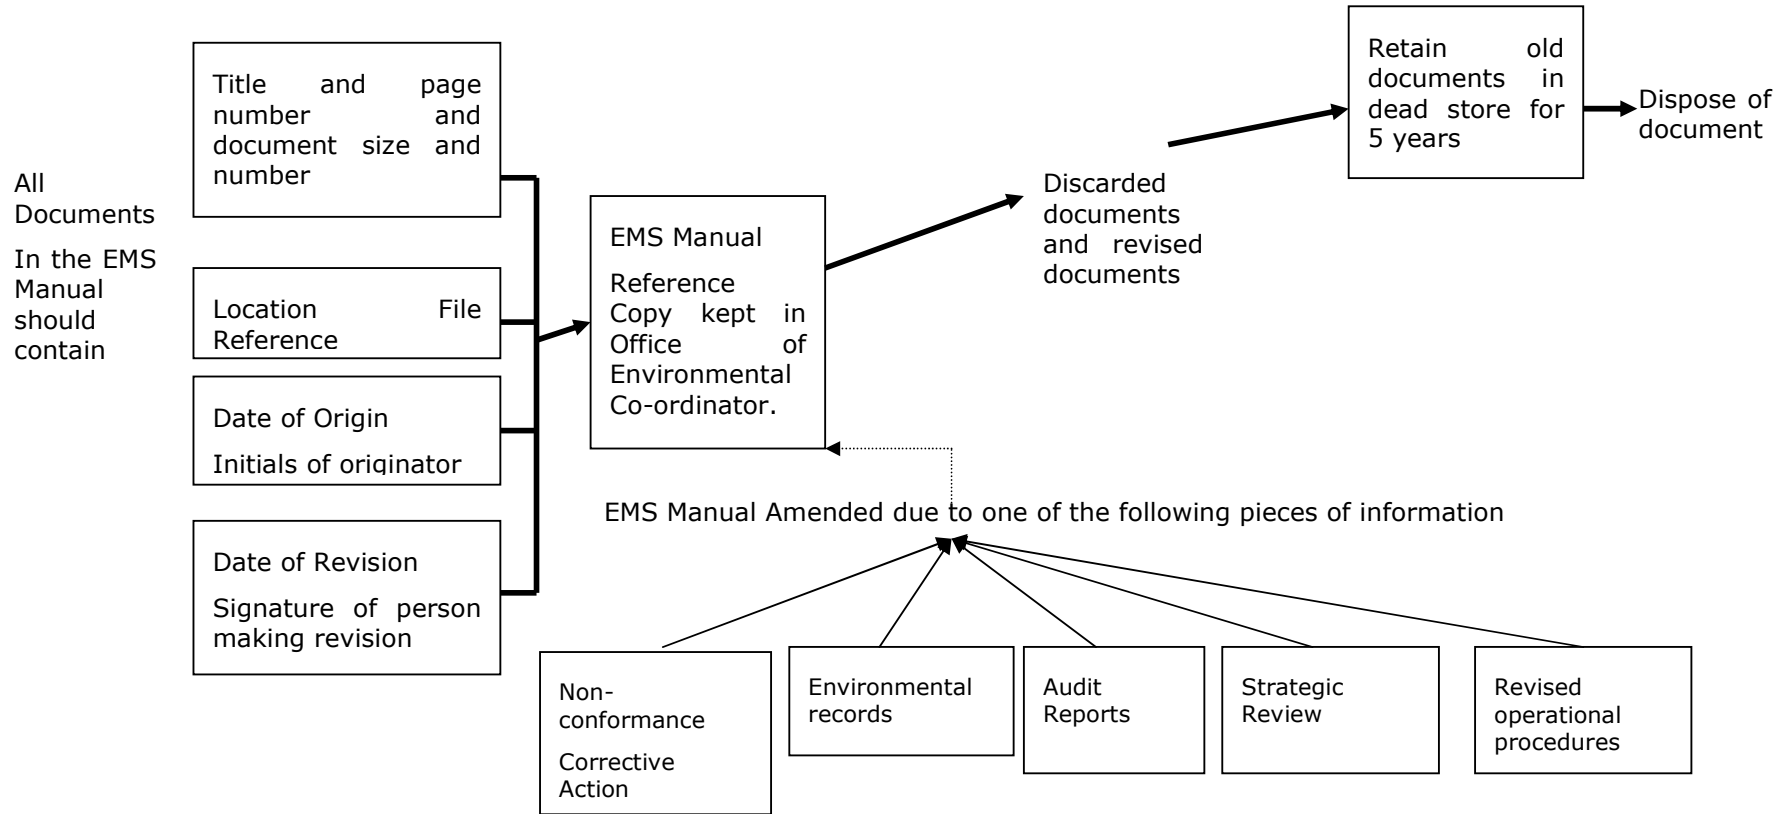 All
Documents
In the EMS
Manual
should
contain
Title and page
number and
document size and
number
Location File
Reference
Date of Origin
Initials of originator
Date of Revision
Signature of person
making revision
EMS Manual
Reference
Copy kept in
Office of
Environmental
Co-ordinator.
Discarded
documents
and revised
documents
Retain old
documents in
dead store for
5 years
Dispose of
document
EMS Manual Amended due to one of the following pieces of information
Non-
conformance
Corrective
Action
Environmental
records
Audit
Reports
Strategic
Review
Revised
operational
procedures